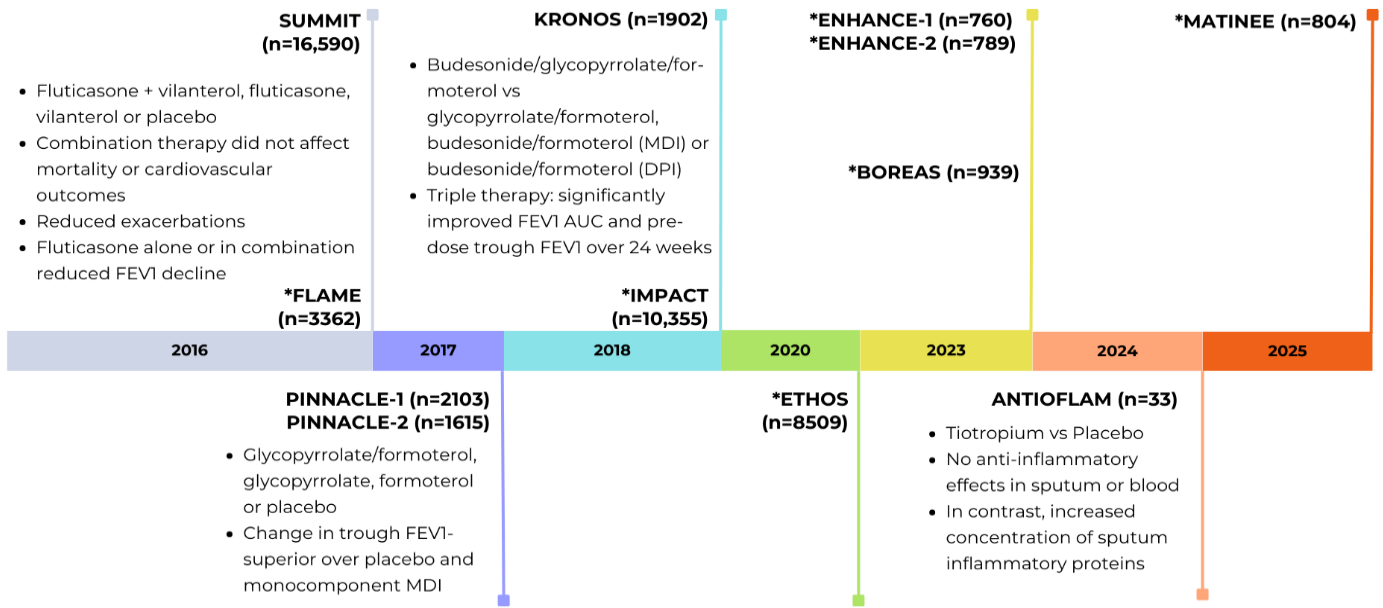 SUMMIT
(n=16,590)
• Fluticasone + vilanterol, fluticasone,
vilanterol or placebo
• Combination therapy did not affect
mortality or cardiovascular
outcomes
• Reduced exacerbations
• Fluticasone alone or in combination
reduced FEV1 decline
*FLAME
(n=3362)
KRONOS (n=1902)
• Budesonide/glycopyrrolate/for-
moterol vs
glycopyrrolate/formoterol,
budesonide/formoterol (MDI) or
budesonide/formoterol (DPI)
• Triple therapy: significantly
improved FEV1 AUC and pre-
dose trough FEV1 over 24 weeks
*IMPACT
(n=10,355)
*ENHANCE-1 (n=760)
*ENHANCE-2 (n=789)
*BOREAS (n=939)
*MATINEE (n=804)
2016
2017
2018
2020
2023
2024
2025
PINNACLE-1 (n=2103)
PINNACLE-2 (n=1615)
• Glycopyrrolate/formoterol,
glycopyrrolate, formoterol
or placebo
• Change in trough FEV1-
superior over placebo and
monocomponent MDI
*ETHOS
(n=8509)
ANTIOFLAM (n=33)
• Tiotropium vs Placebo
• No anti-inflammatory
effects in sputum or blood
• In contrast, increased
concentration of sputum
inflammatory proteins